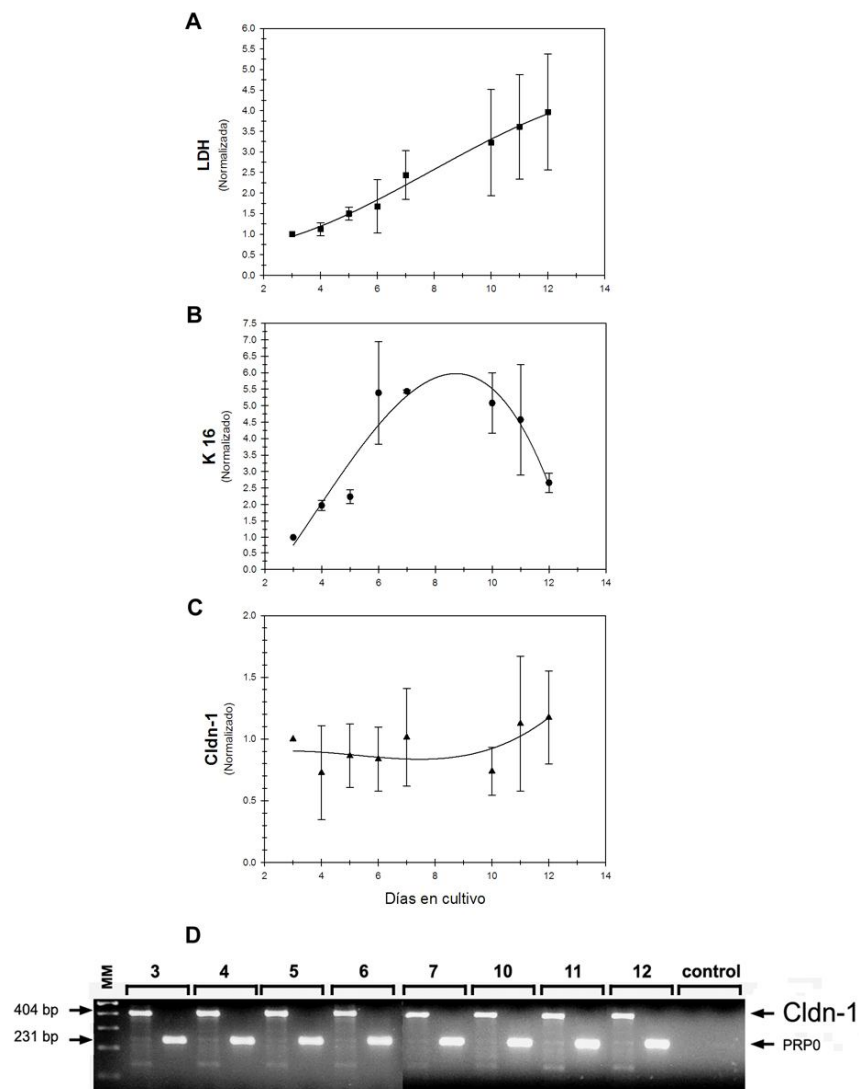 A
LDH
(Normalizada)
6.0
5.5
5.0
4.5
4.0
3.5
3.0
2.5
2.0
1.5
1.0
0.5
0.0
2 4 6 8 10 12 14
B
K 16
(Normalizado)
7.5
7.0
6.5
6.0
5.5
5.0
4.5
4.0
3.5
3.0
2.5
2.0
1.5
1.0
0.5
0.0
2 4 6 8 10 12 14
C
Cldn-1
(Normalizado)
2.0
1.5
1.0
0.5
0.0
2 4 6 8 10 12 14
Días en cultivo
D
MM 3 4 5 6 7 10 11 12 control
404 bp
Cldn-1
231 bp
PRP0